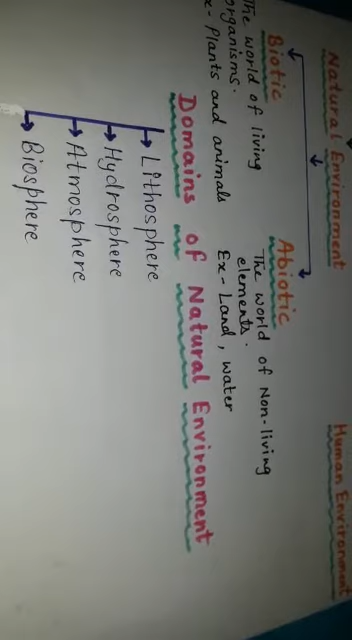 Natural Environment
Human Environment
Biotic
The world of living
organisms.
Ex- Plants and animals
Abiotic
The world of Non-living
elements.
Ex- Land, water
Domains of Natural Environment
Lithosphere
Hydrosphere
Atmosphere
Biosphere